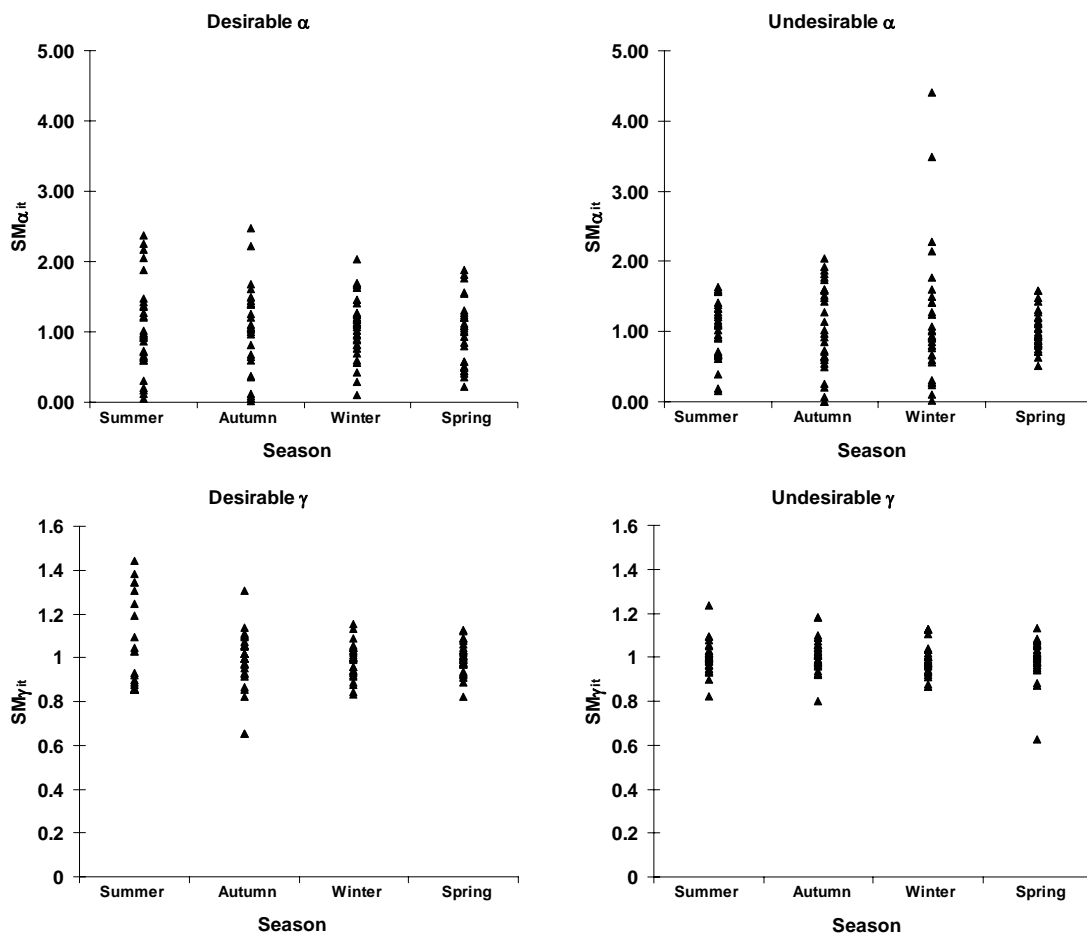 Desirable α
5.00
4.00
3.00
2.00
1.00
0.00
SMαit
Summer Autumn Winter Spring
Season
Undesirable α
5.00
4.00
3.00
2.00
1.00
0.00
SMαit
Summer Autumn Winter Spring
Season
Desirable γ
1.6
1.4
1.2
1
0.8
0.6
0.4
0.2
0
SMγit
Summer Autumn Winter Spring
Season
Undesirable γ
1.6
1.4
1.2
1
0.8
0.6
0.4
0.2
0
SMγit
Summer Autumn Winter Spring
Season